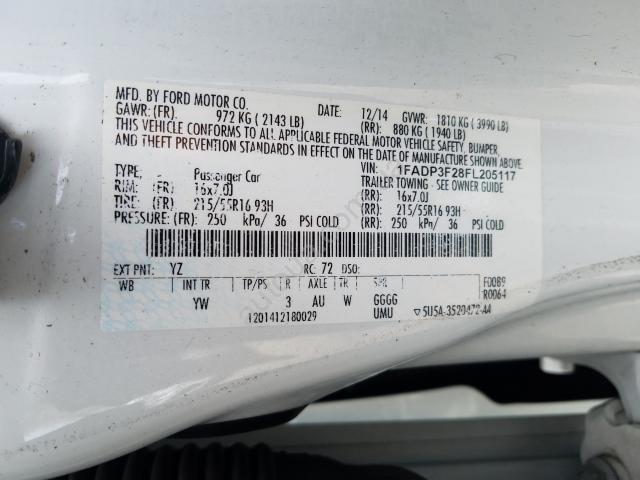 MFD. BY FORD MOTOR CO. DATE: 12/14 GVWR: 1810 KG ( 3990 LB)
GAWR: (FR) 972 KG ( 2143 LB) (RR) 880 KG ( 1940 LB)
THIS VEHICLE CONFORMS TO ALL APPLICABLE FEDERAL MOTOR VEHICLE SAFETY, BUMPER,
AND THEFT PREVENTION STANDARDS IN EFFECT ON THE DATE OF MANUFACTURE SHOWN ABOVE.
VIN: 1FADP3F28FL205117
TYPE: Passenger Car TRAILER TOWING - SEE OWNER GUIDE
RIM: (FR) 16x7.0J (RR) 16x7.0J
TIRE: (FR) 215/55R16 93H (RR) 215/55R16 93H
PRESSURE: (FR) 250 kPa/ 36 PSI COLD (RR) 250 kPa/ 36 PSI COLD
EXT PNT: YZ RC: 72 DSO:
WB INT TR TP/PS R AXLE TR SPR F0089
YW 3 AU W GGGG R0064
1201412180029 UMU 5U5A-3520472-AA